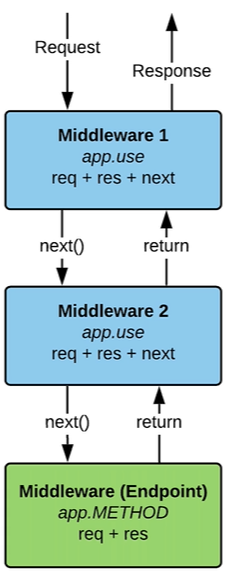 Request
Response
Middleware 1
app.use
req + res + next
next()
return
Middleware 2
app.use
req + res + next
next()
return
Middleware (Endpoint)
app.METHOD
req + res